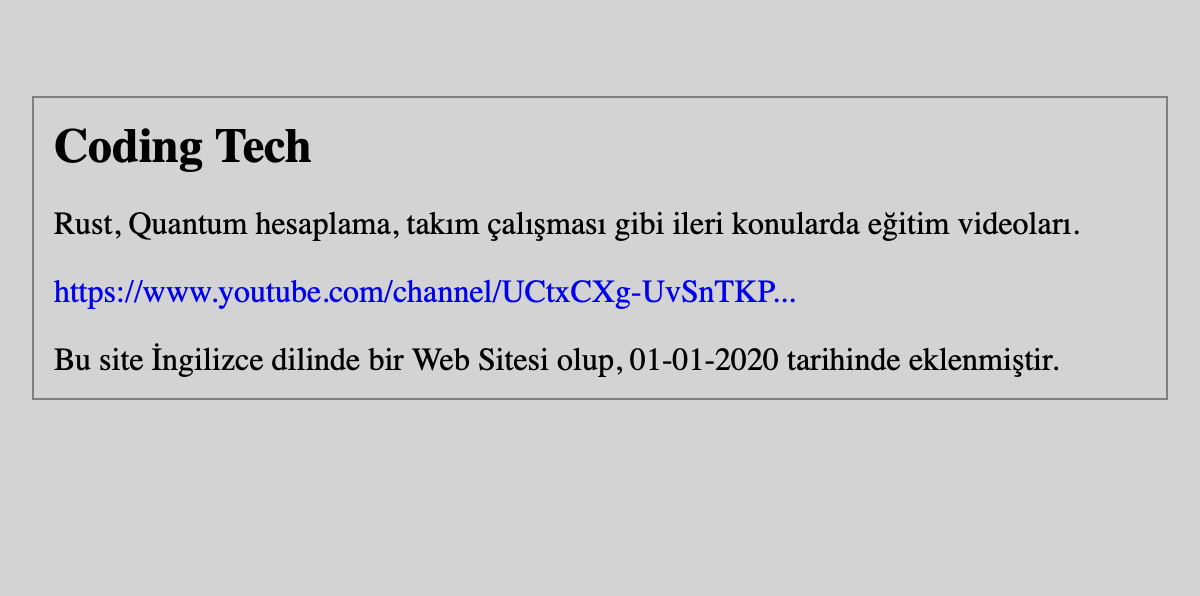 Coding Tech
Rust, Quantum hesaplama, takım çalışması gibi ileri konularda eğitim videoları.
https://www.youtube.com/channel/UCtxCXg-UvSnTKP...
Bu site İngilizce dilinde bir Web Sitesi olup, 01-01-2020 tarihinde eklenmiştir.